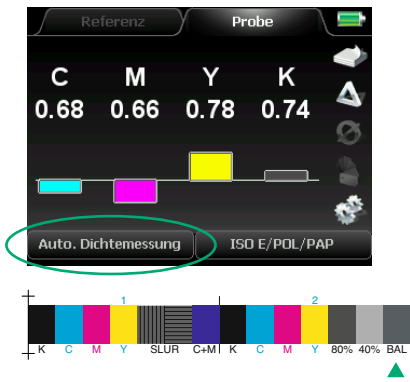 Referenz Probe
C M Y K
0.68 0.66 0.78 0.74
Auto. Dichtemessung ISO E/POL/PAP
1 2
K C M Y SLUR C+M K C M Y 80% 40% BAL